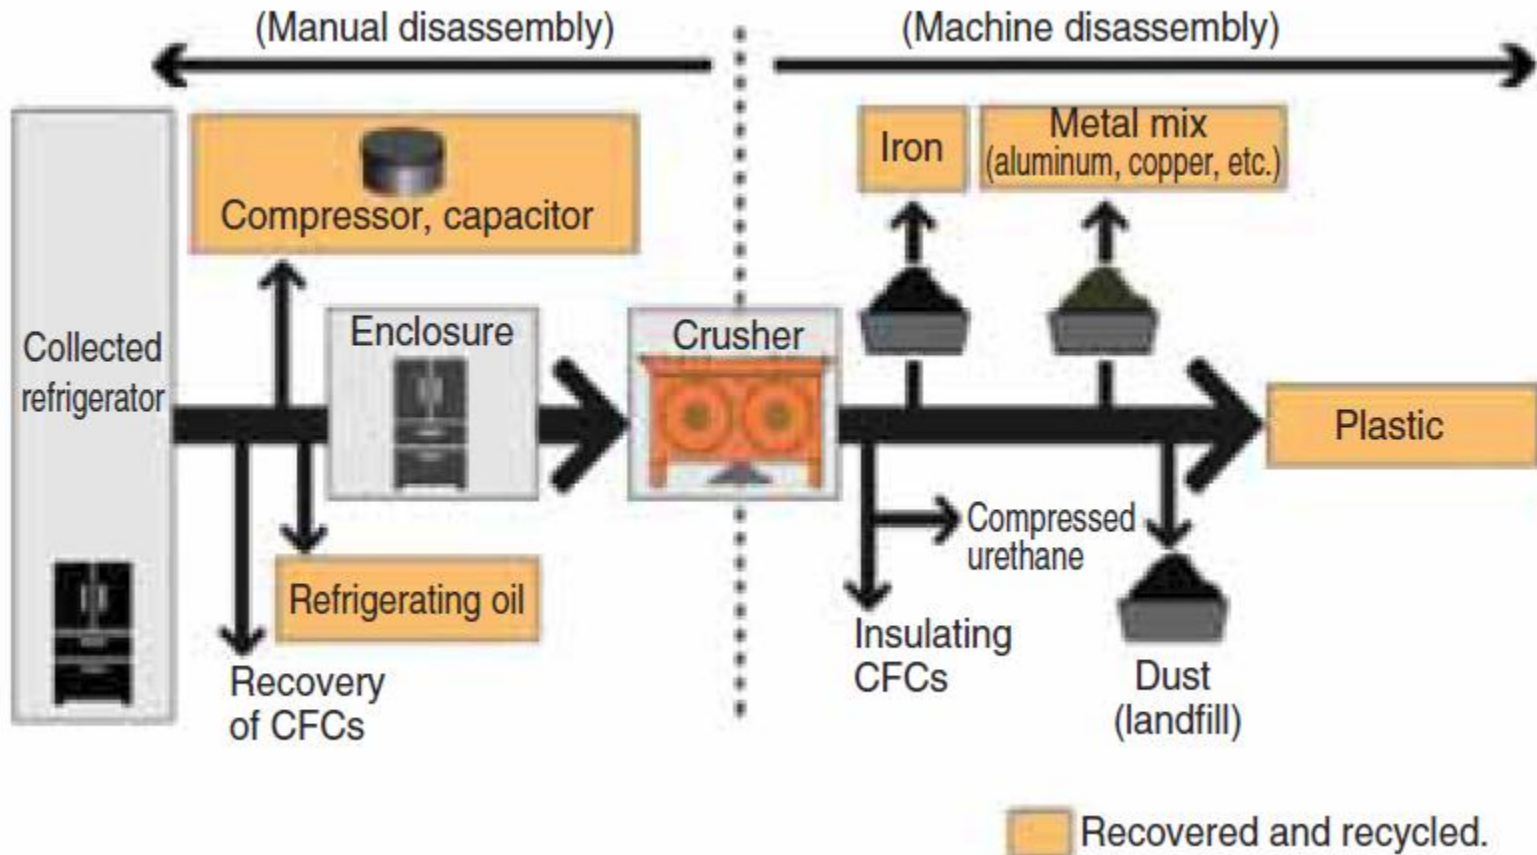 (Manual disassembly)
(Machine disassembly)
Collected
refrigerator
Compressor, capacitor
Enclosure
Crusher
Iron
Metal mix
(aluminum, copper, etc.)
Plastic
Refrigerating oil
Recovery
of CFCs
Compressed
urethane
Insulating
CFCs
Dust
(landfill)
Recovered and recycled.